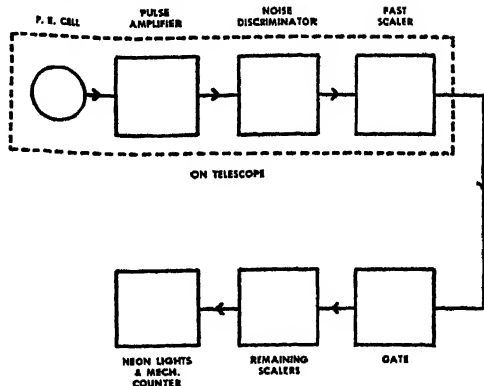 P. E. CELL
PULSE
AMPLIFIER
NOISE
DISCRIMINATOR
FAST
SCALER
ON TELESCOPE
NEON LIGHTS
& MECH.
COUNTER
REMAINING
SCALERS
GATE